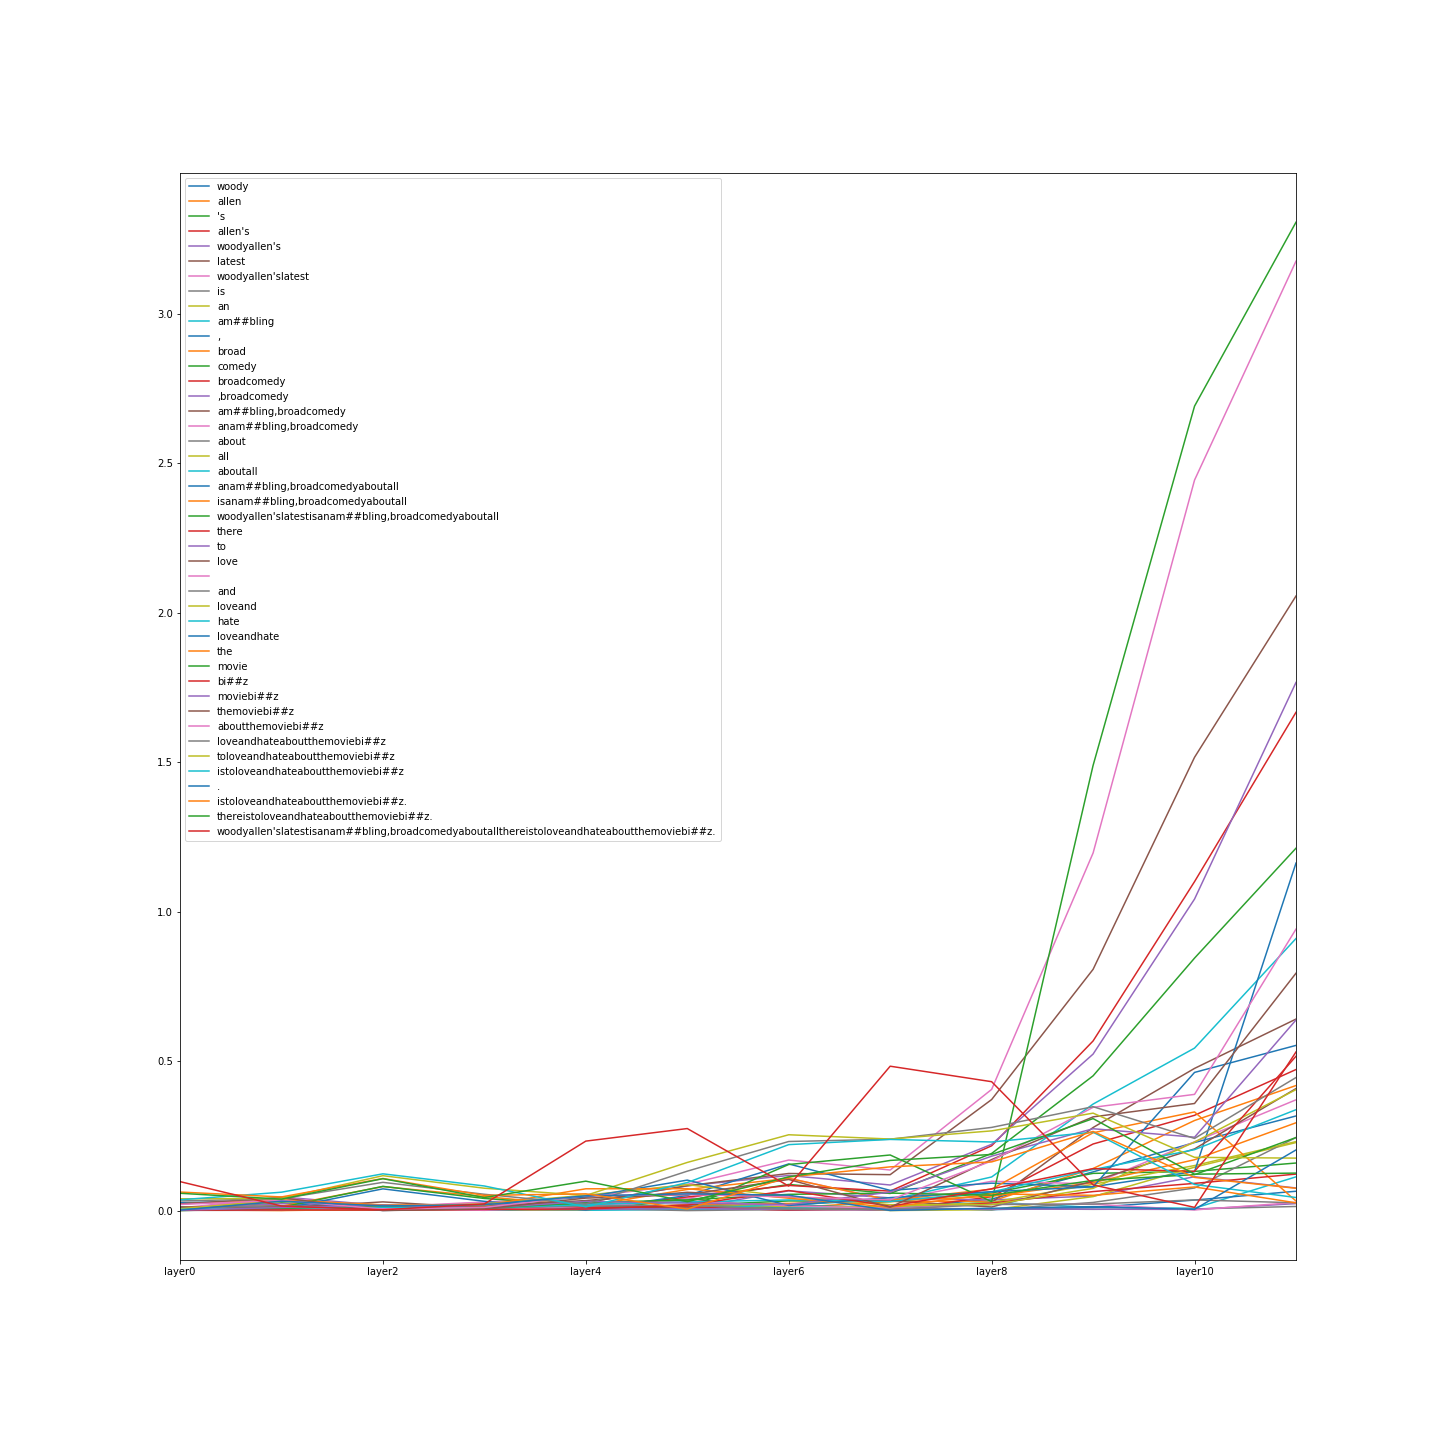 woody
allen
's
allen's
woodyallen's
latest
woodyallen'slatest
is
an
am##bling
,
broad
comedy
broadcomedy
,broadcomedy
am##bling,broadcomedy
anam##bling,broadcomedy
about
all
aboutall
anam##bling,broadcomedyaboutall
isanam##bling,broadcomedyaboutall
woodyallen'slatestisanam##bling,broadcomedyaboutall
there
to
love
and
loveand
hate
loveandhate
the
movie
bi##z
moviebi##z
themoviebi##z
aboutthemoviebi##z
loveandhateaboutthemoviebi##z
toloveandhateaboutthemoviebi##z
istoloveandhateaboutthemoviebi##z
.
istoloveandhateaboutthemoviebi##z.
thereistoloveandhateaboutthemoviebi##z.
woodyallen'slatestisanam##bling,broadcomedyaboutallthereistoloveandhateaboutthemoviebi##z.
3.0
2.5
2.0
1.5
1.0
0.5
0.0
layer0 layer2 layer4 layer6 layer8 layer10